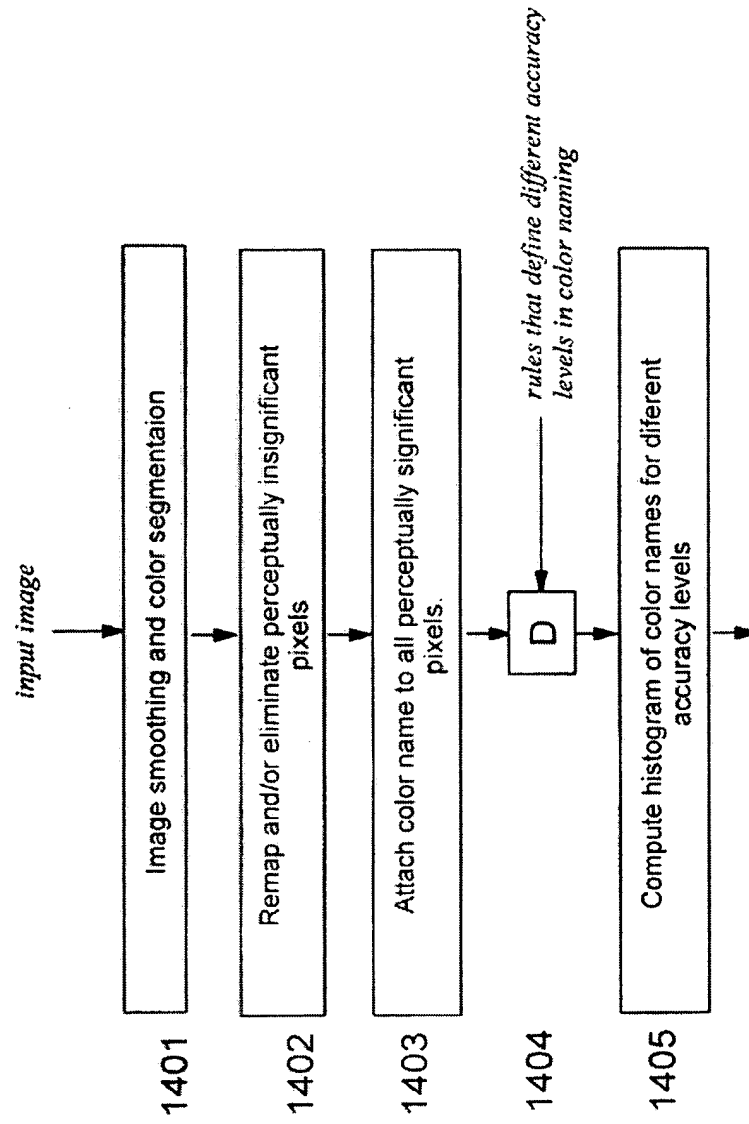 input image
1401
Image smoothing and color segmentaion
1402
Remap and/or eliminate perceptually insignificant
pixels
1403
Attach color name to all perceptually significant
pixels.
1404
D
rules that define different accuracy
levels in color naming
1405
Compute histogram of color names for diferent
accuracy levels